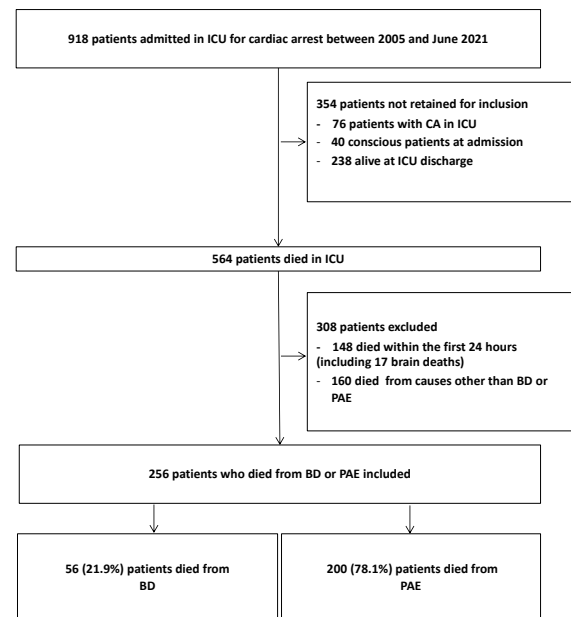 918 patients admitted in ICU for cardiac arrest between 2005 and June 2021
354 patients not retained for inclusion
- 76 patients with CA in ICU
- 40 conscious patients at admission
- 238 alive at ICU discharge
564 patients died in ICU
308 patients excluded
- 148 died within the first 24 hours
(including 17 brain deaths)
- 160 died from causes other than BD or
PAE
256 patients who died from BD or PAE included
56 (21.9%) patients died from
BD
200 (78.1%) patients died from
PAE